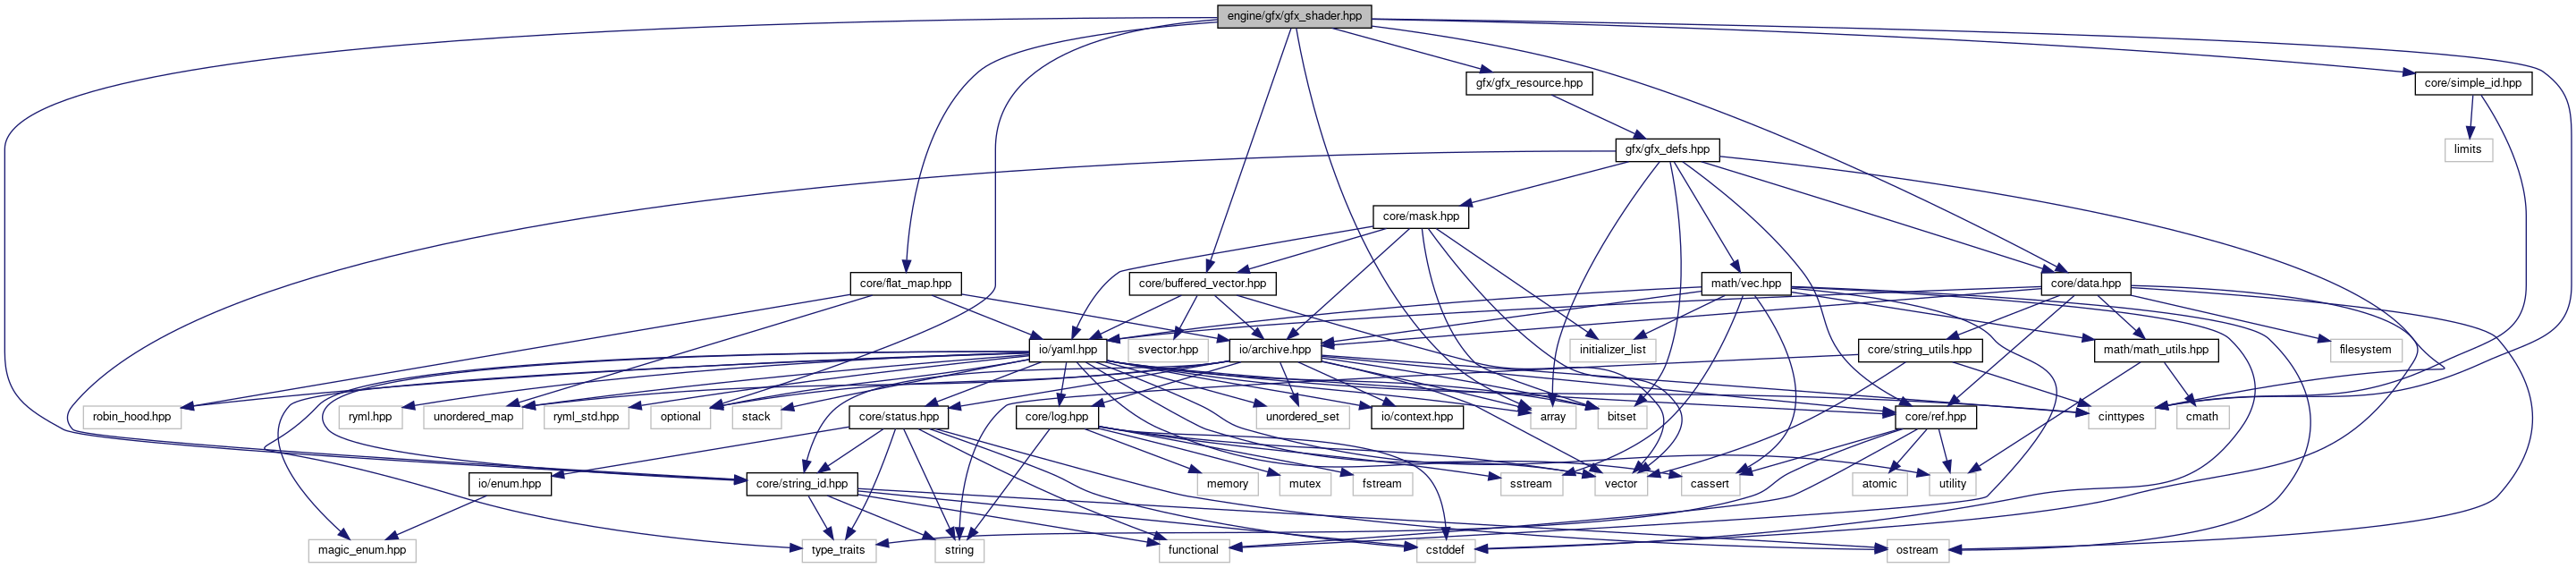 engine/gfx/gfx_shader.hpp
gfx/gfx_resource.hpp
core/simple_id.hpp
gfx/gfx_defs.hpp
limits
core/mask.hpp
core/flat_map.hpp
core/buffered_vector.hpp
math/vec.hpp
core/data.hpp
io/yaml.hpp
svector.hpp
io/archive.hpp
initializer_list
core/string_utils.hpp
math/math_utils.hpp
filesystem
robin_hood.hpp
ryml.hpp
unordered_map
ryml_std.hpp
optional
stack
core/status.hpp
core/log.hpp
unordered_set
io/context.hpp
array
bitset
core/ref.hpp
cinttypes
cmath
io/enum.hpp
core/string_id.hpp
memory
mutex
fstream
sstream
vector
cassert
atomic
utility
magic_enum.hpp
type_traits
string
functional
cstddef
ostream